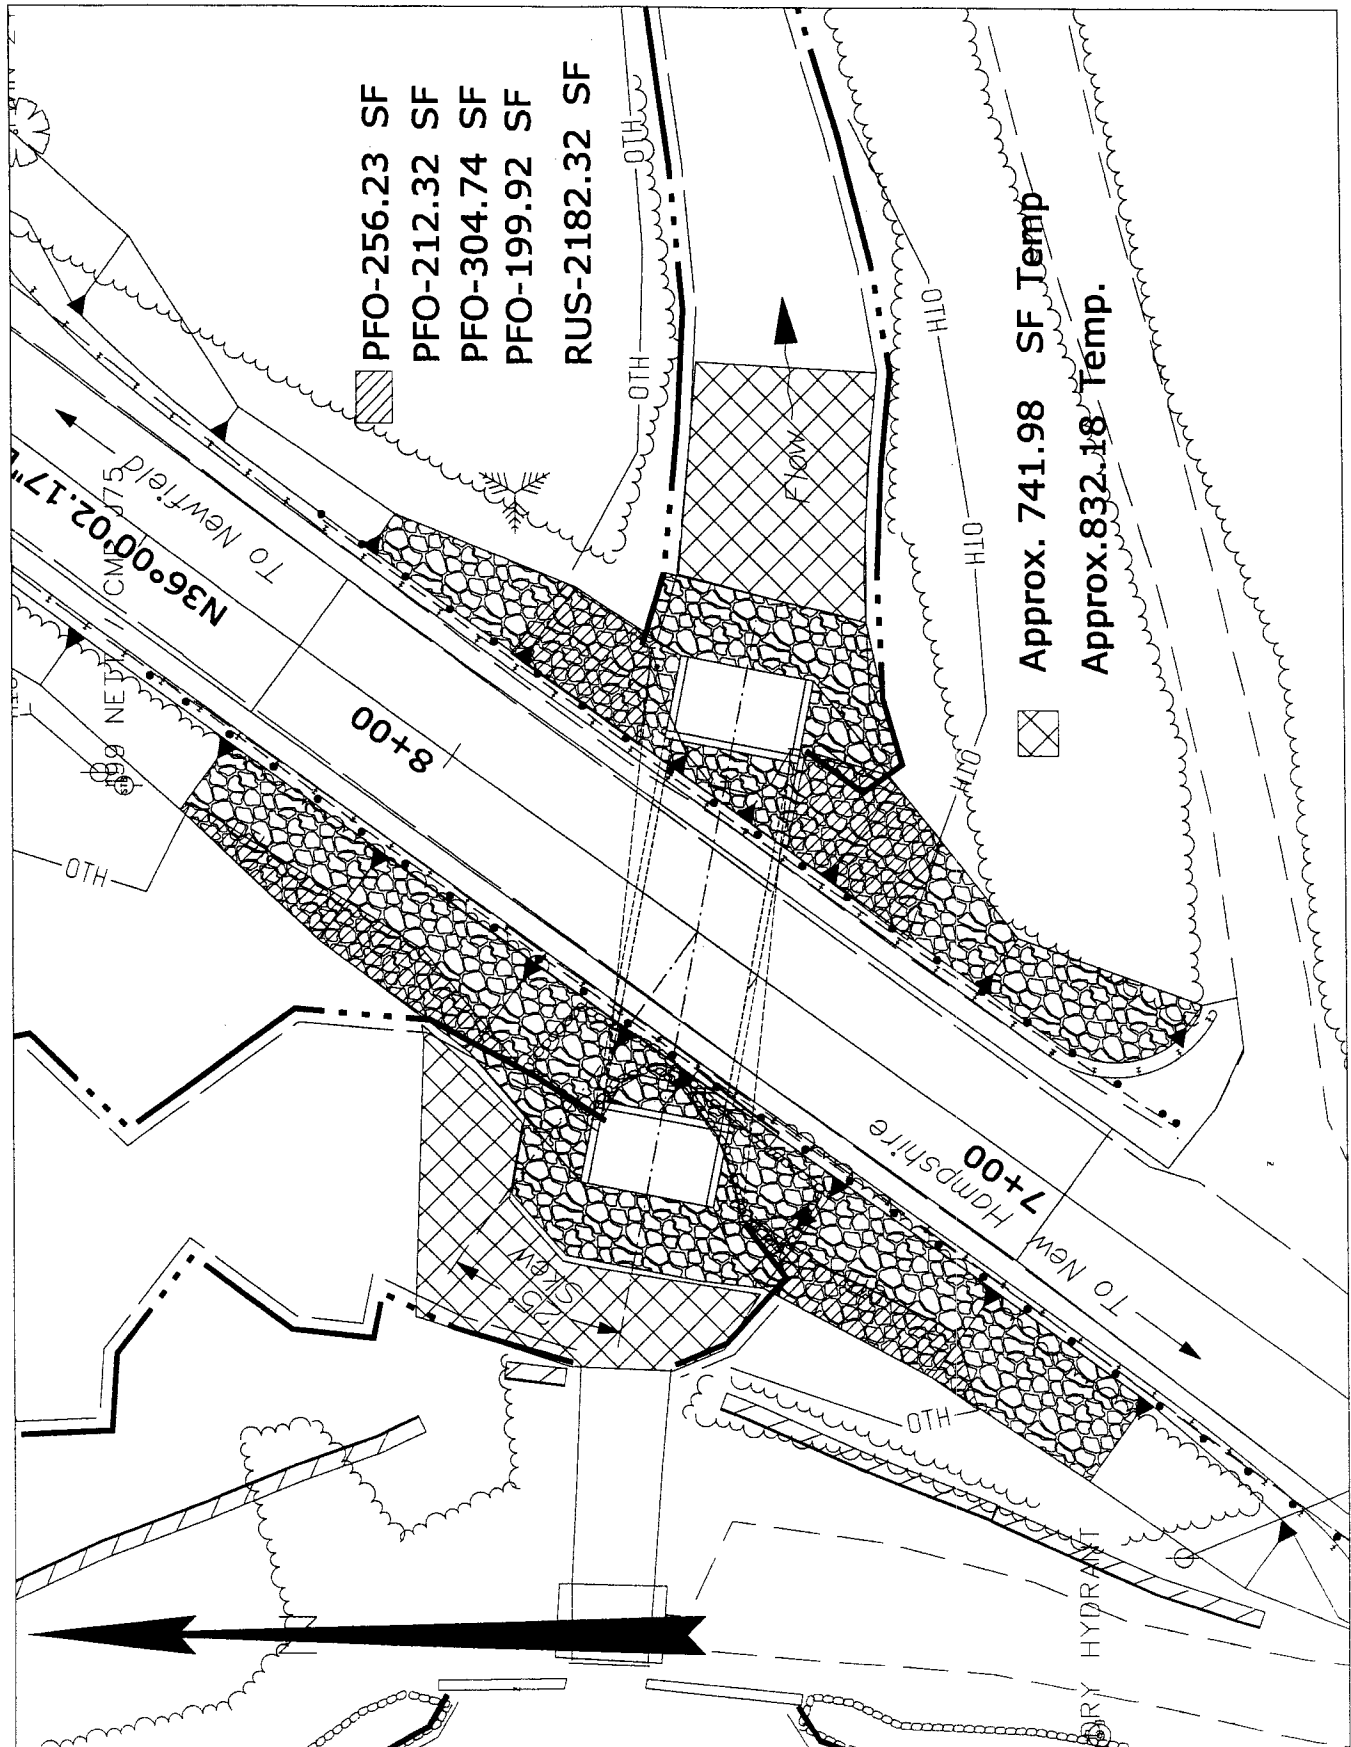 PFO-256.23 SF
PFO-212.32 SF
PFO-304.74 SF
PFO-199.92 SF
RUS-2182.32 SF
Approx. 741.98 SF Temp
Approx.832.18 Temp.
OTH
OTH
OTH
OTH
OTH
OTH
OTH
Flow
To Newfield
N36°00'02.17"
8+00
7+00
To New Hampshire
25°
Skew
N
DRY HYDRANT